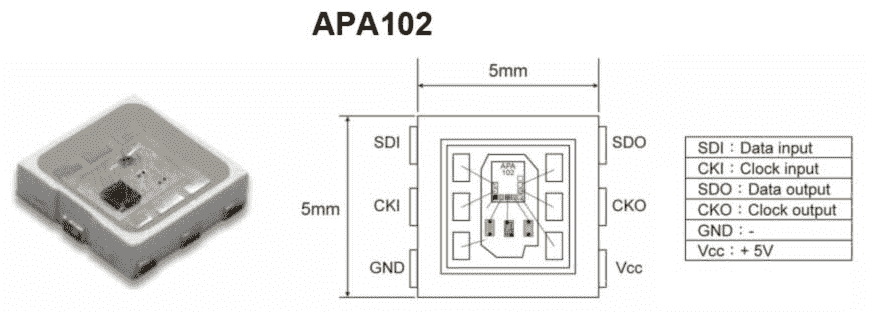 APA102
5mm
5mm
SDI
CKI
GND
APA
102
SDO
CKO
Vcc
SDI : Data input
CKI : Clock input
SDO : Data output
CKO : Clock output
GND : -
Vcc : + 5V